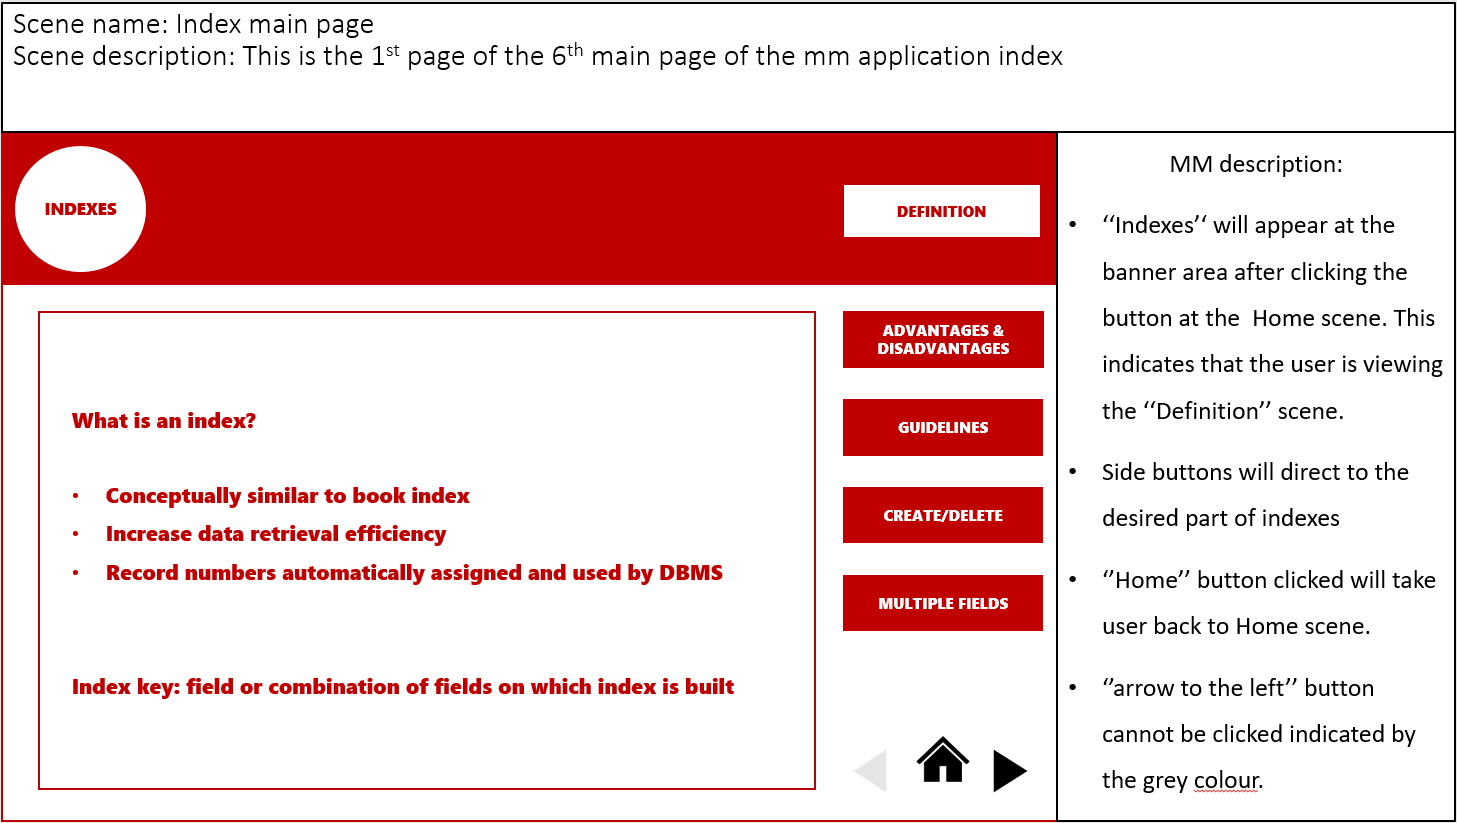 Scene name: Index main page
Scene description: This is the 1st page of the 6th main page of the mm application index
INDEXES
DEFINITION
What is an index?
• Conceptually similar to book index
• Increase data retrieval efficiency
• Record numbers automatically assigned and used by DBMS
Index key: field or combination of fields on which index is built
ADVANTAGES &
DISADVANTAGES
GUIDELINES
CREATE/DELETE
MULTIPLE FIELDS
MM description:
• ‘‘Indexes’‘ will appear at the
banner area after clicking the
button at the  Home scene. This
indicates that the user is viewing
the ‘‘Definition’’ scene.
• Side buttons will direct to the
desired part of indexes
• ‘’Home’’ button clicked will take
user back to Home scene.
• ‘’arrow to the left’’ button
cannot be clicked indicated by
the grey colour.